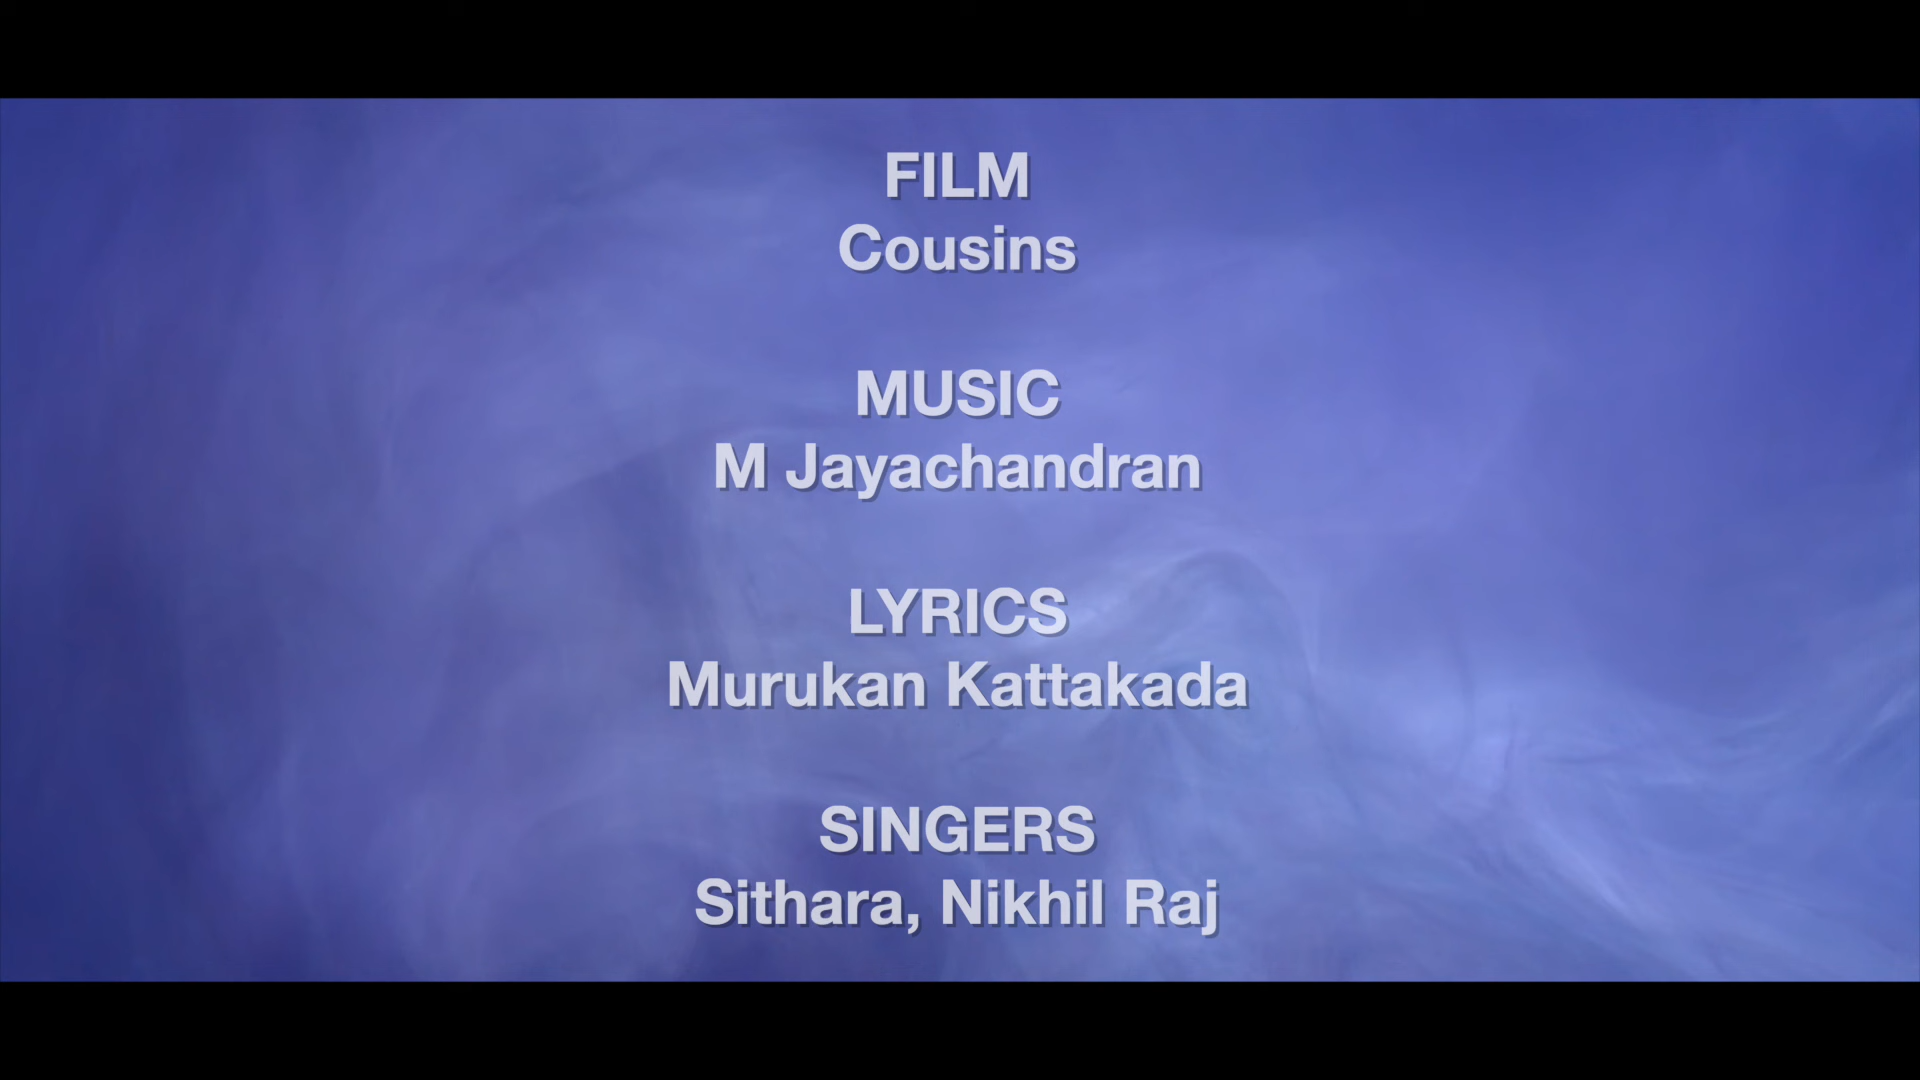 FILM
Cousins
MUSIC
M Jayachandran
LYRICS
Murukan Kattakada
SINGERS
Sithara, Nikhil Raj